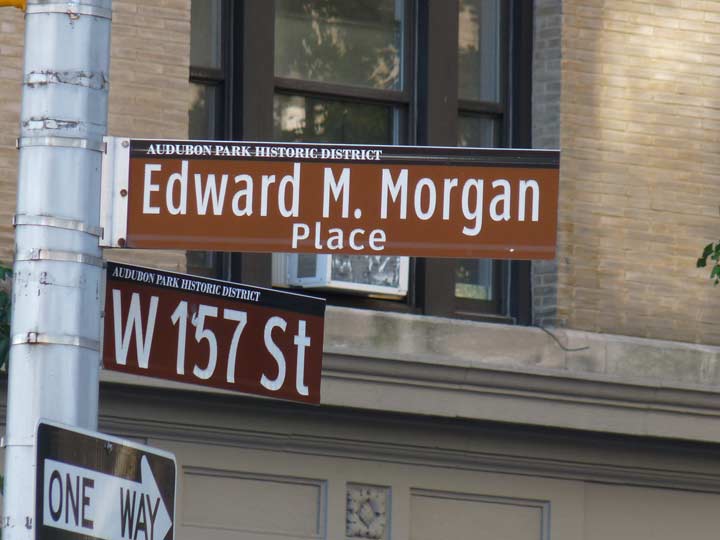 AUDUBON PARK HISTORIC DISTRICT
Edward M. Morgan
Place
AUDUBON PARK HISTORIC DISTRICT
W 157 St
ONE WAY